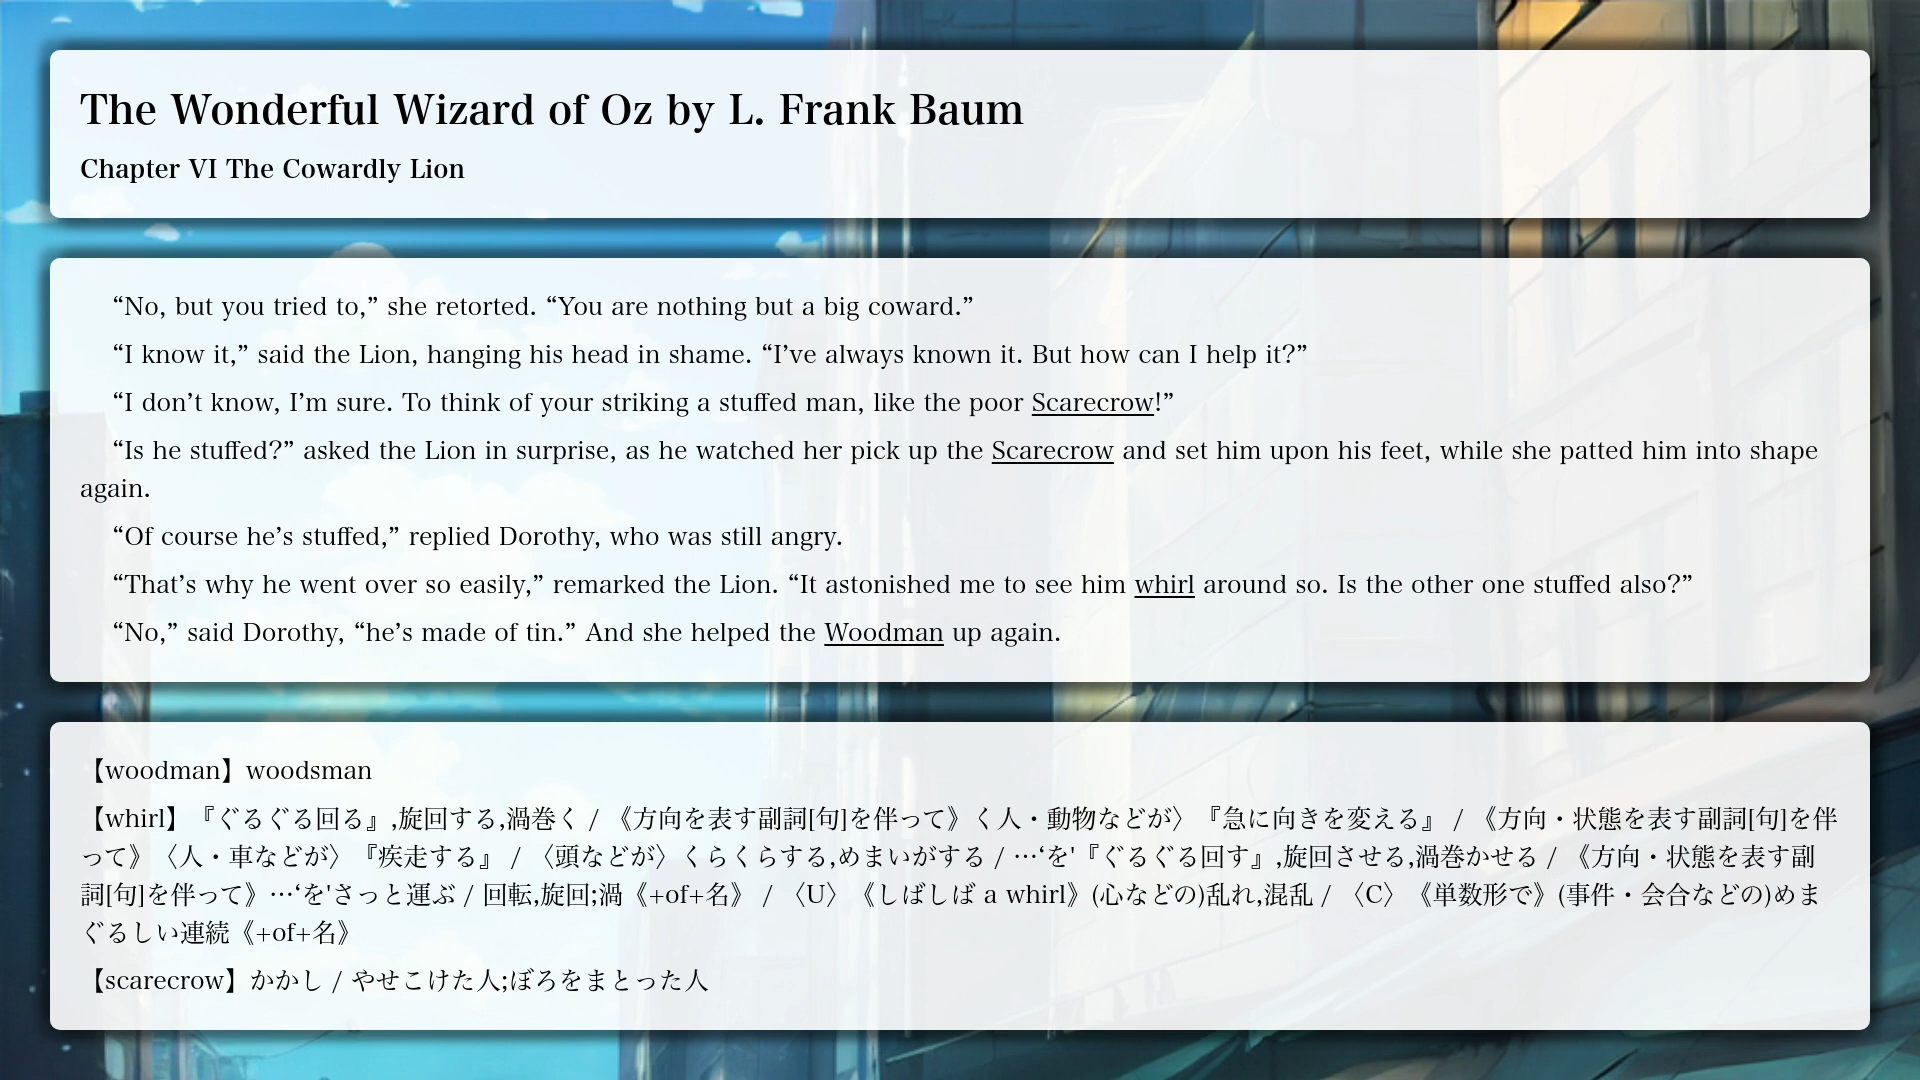 The Wonderful Wizard of Oz by L. Frank Baum
Chapter VI The Cowardly Lion
“No, but you tried to,” she retorted. “You are nothing but a big coward.”
“I know it,” said the Lion, hanging his head in shame. “I’ve always known it. But how can I help it?”
“I don’t know, I’m sure. To think of your striking a stuffed man, like the poor Scarecrow!”
“Is he stuffed?” asked the Lion in surprise, as he watched her pick up the Scarecrow and set him upon his feet, while she patted him into shape
again.
“Of course he’s stuffed,” replied Dorothy, who was still angry.
“That’s why he went over so easily,” remarked the Lion. “It astonished me to see him whirl around so. Is the other one stuffed also?”
“No,” said Dorothy, “he’s made of tin.” And she helped the Woodman up again.
【woodman】woodsman
【whirl】『ぐるぐる回る』,旋回する,渦巻く / 《方向を表す副詞[句]を伴って》く人・動物などが〉『急に向きを変える』 / 《方向・状態を表す副詞[句]を伴
って》〈人・車などが〉『疾走する』 / 〈頭などが〉くらくらする,めまいがする / …‘を'『ぐるぐる回す』,旋回させる,渦巻かせる / 《方向・状態を表す副
詞[句]を伴って》…‘を'さっと運ぶ / 回転,旋回;渦《+of+名》 / 〈U〉《しばしば a whirl》(心などの)乱れ,混乱 / 〈C〉《単数形で》(事件・会合などの)めま
ぐるしい連続《+of+名》
【scarecrow】かかし / やせこけた人;ぼろをまとった人